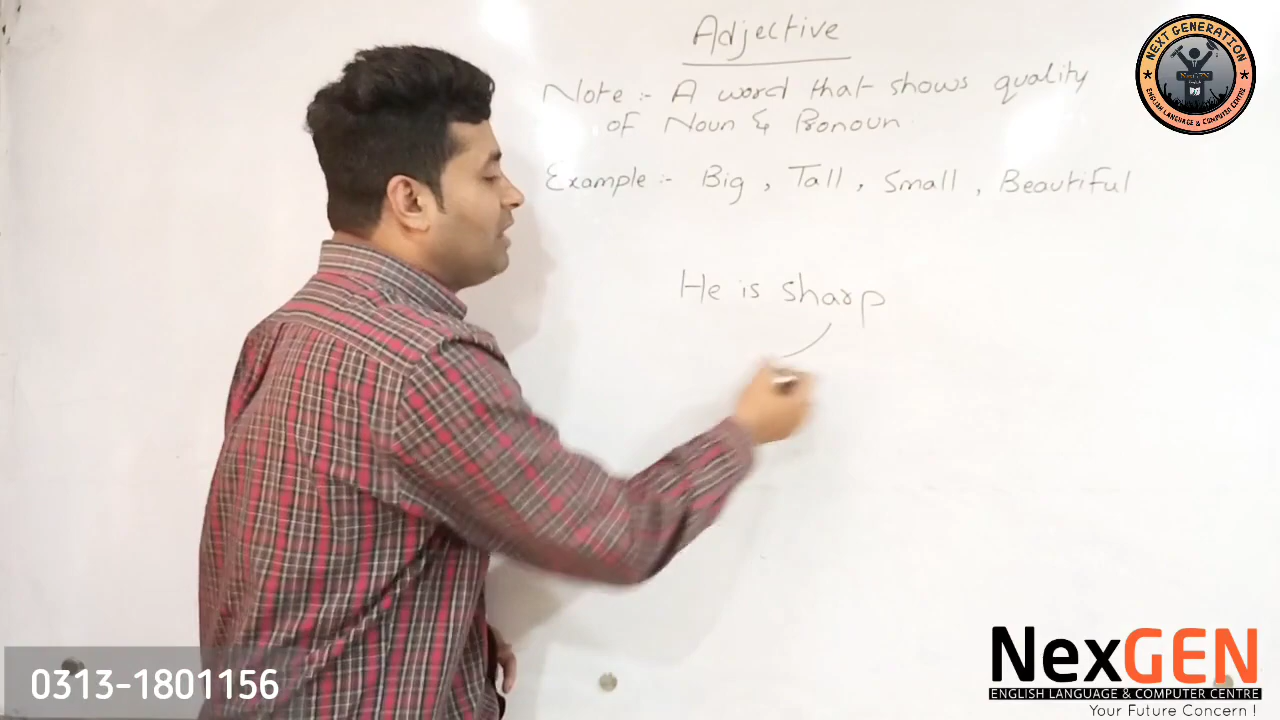 Adjective
Note :- A word that shows quality
of Noun & Pronoun.
Example :- Big , Tall , Small , Beautiful
He is sharp
NEXT GENERATION
ENGLISH LANGUAGE & COMPUTER CENTRE
0313-1801156
NexGEN
ENGLISH LANGUAGE & COMPUTER CENTRE
Your Future Concern !